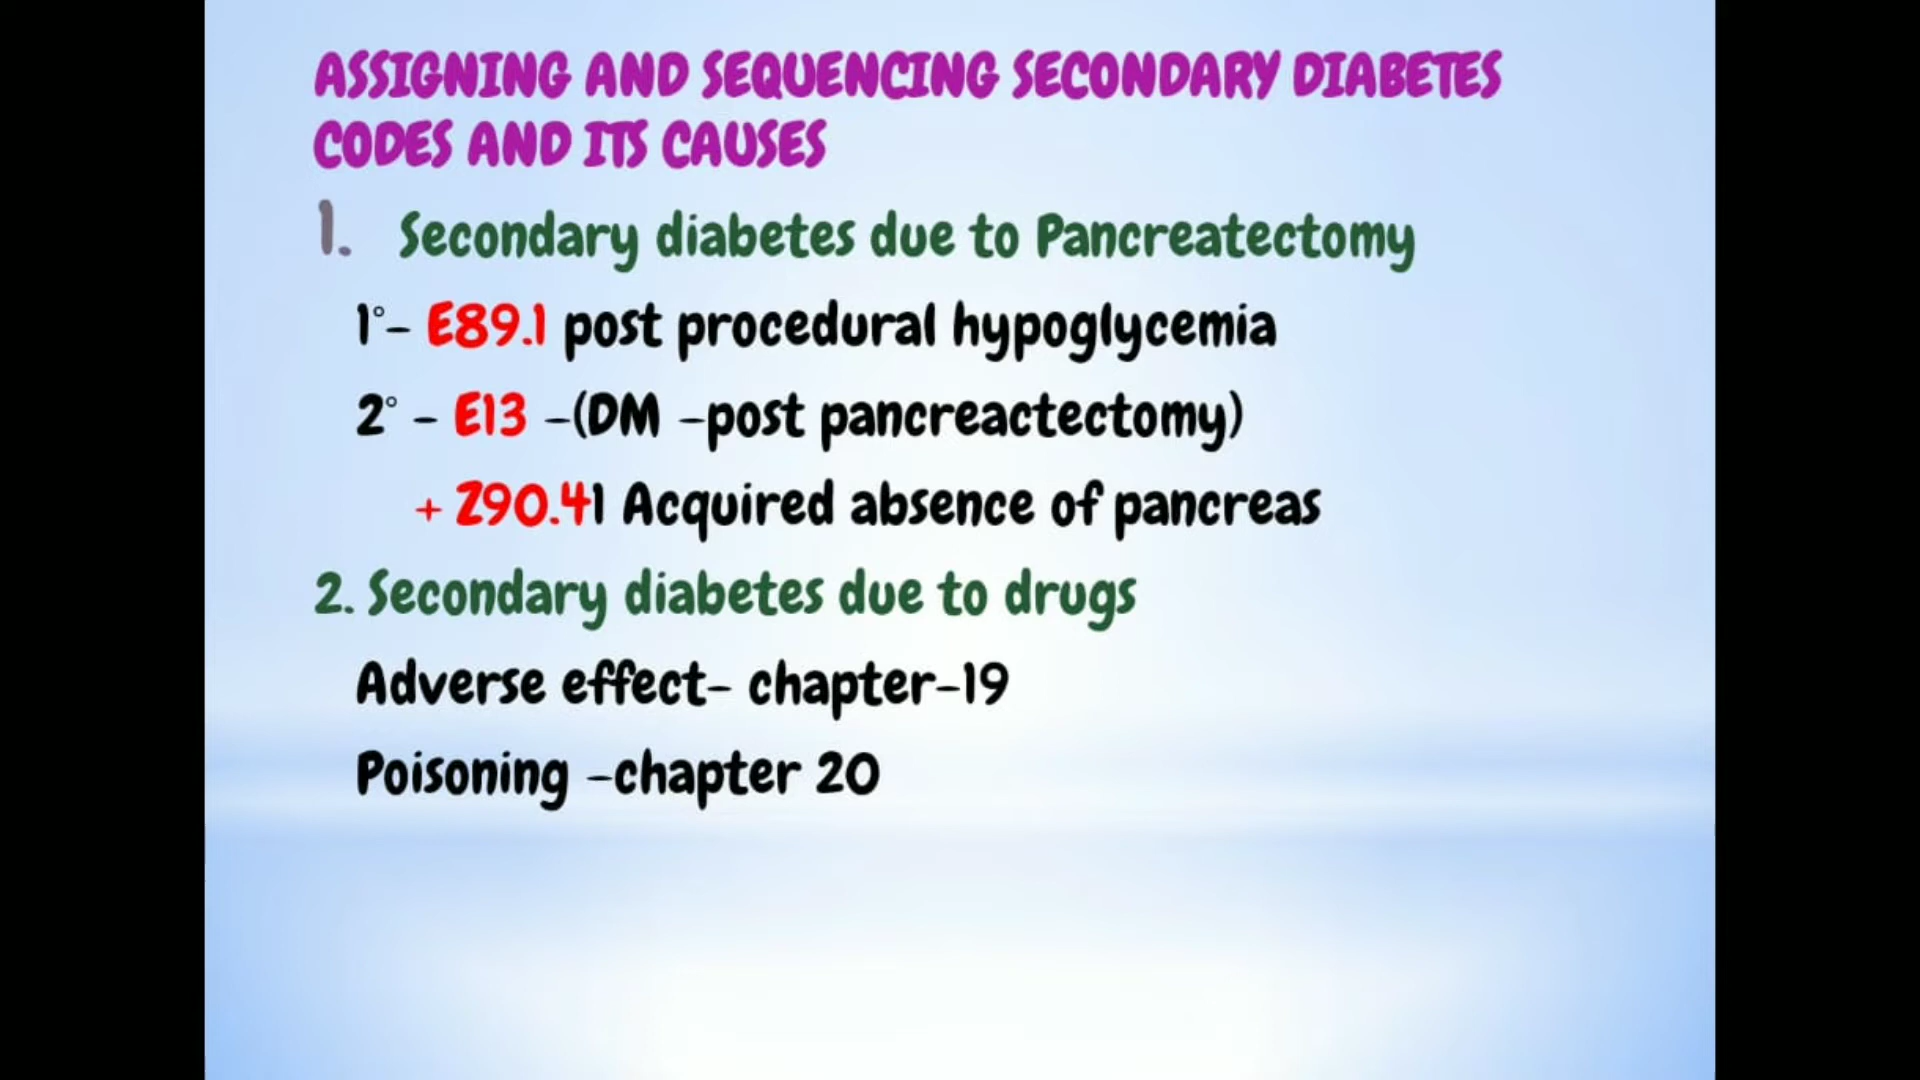 ASSIGNING AND SEQUENCING SECONDARY DIABETES
CODES AND ITS CAUSES
1. Secondary diabetes due to Pancreatectomy
1°- E89.1 post procedural hypoglycemia
2° - E13 -(DM -post pancreactectomy)
+ Z90.41 Acquired absence of pancreas
2. Secondary diabetes due to drugs
Adverse effect- chapter-19
Poisoning -chapter 20